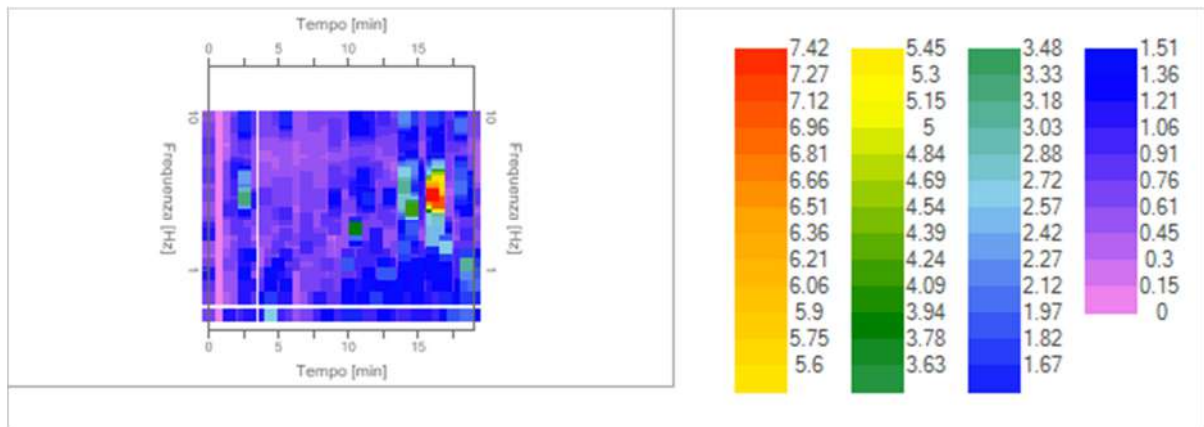 Tempo [min]
0 5 10 15
10 10
Frequenza [Hz] Frequenza [Hz]
1 1
0 5 10 15
Tempo [min]
7.42 5.45 3.48 1.51
7.27 5.3 3.33 1.36
7.12 5.15 3.18 1.21
6.96 5 3.03 1.06
6.81 4.84 2.88 0.91
6.66 4.69 2.72 0.76
6.51 4.54 2.57 0.61
6.36 4.39 2.42 0.45
6.21 4.24 2.27 0.3
6.06 4.09 2.12 0.15
5.9 3.94 1.97 0
5.75 3.78 1.82
5.6 3.63 1.67